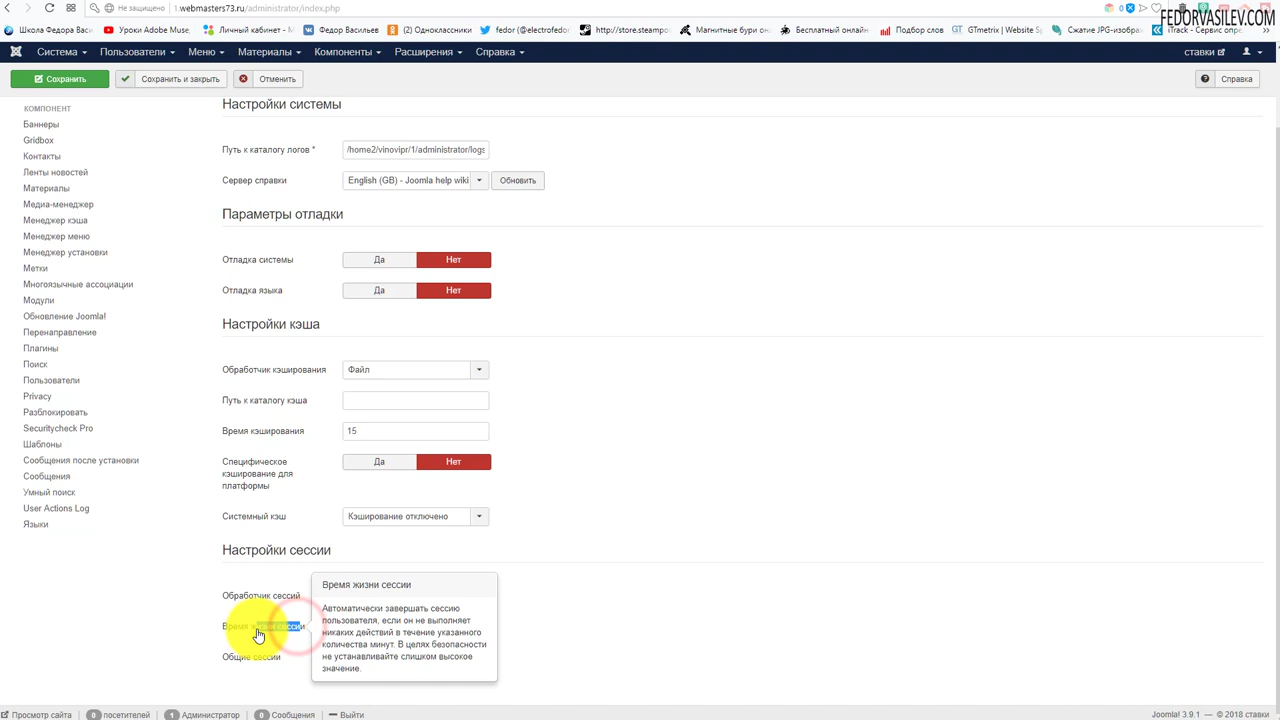 Не защищено
1.webmasters73.ru/administrator/index.php
FEDORVASILEV.COM
Школа Федора Васи.
Уроки Adobe Muse,
Личный кабинет - М
Федор Васильев
(2) Одноклассники
fedor (@electrofedor
http://store.steampo
Магнитные бури он
Бесплатный онлайн
Подбор слов
GTmetrix | Website Sp
Сжатие JPG-изобра
iTrack - Сервис опре
Система
Пользователи
Меню
Материалы
Компоненты
Расширения
Справка
ставки
Сохранить
Сохранить и закрыть
Отменить
Справка
КОМПОНЕНТ
Баннеры
Gridbox
Контакты
Ленты новостей
Материалы
Медиа-менеджер
Менеджер кэша
Менеджер меню
Менеджер установки
Метки
Многоязычные ассоциации
Модули
Обновление Joomla!
Перенаправление
Плагины
Поиск
Пользователи
Privacy
Разблокировать
Securitycheck Pro
Шаблоны
Сообщения после установки
Сообщения
Умный поиск
User Actions Log
Языки
Настройки системы
Путь к каталогу логов *
/home2/vinovipr/1/administrator/logs
Сервер справки
English (GB) - Joomla help wiki
Обновить
Параметры отладки
Отладка системы
Да
Нет
Отладка языка
Да
Нет
Настройки кэша
Обработчик кэширования
Файл
Путь к каталогу кэша
Время кэширования
15
Специфическое
кэширование для
платформы
Да
Нет
Системный кэш
Кэширование отключено
Настройки сессии
Обработчик сессий
Время жизни сессии
Общие сессии
Время жизни сессии
Автоматически завершать сессию
пользователя, если он не выполняет
никаких действий в течение указанного
количества минут. В целях безопасности
не устанавливайте слишком высокое
значение.
Просмотр сайта
0 посетителей
1 Администратор
0 Сообщения
Выйти
Joomla! 3.9.1 — © 2018 ставки